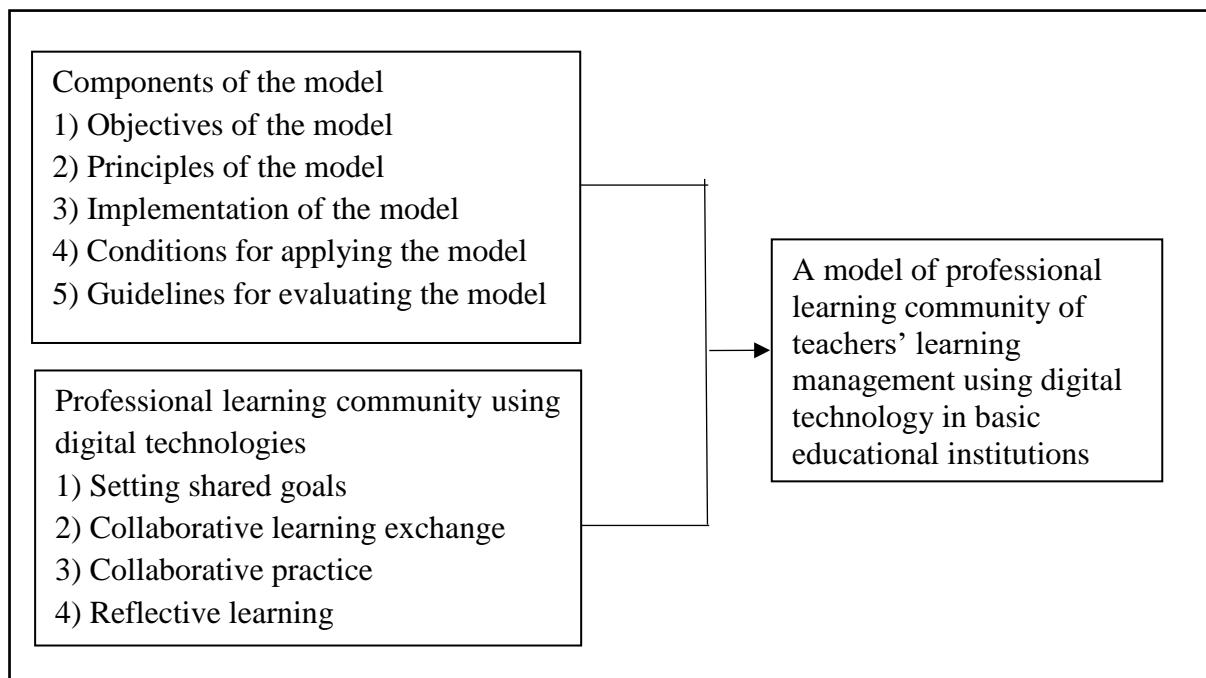 Components of the model
1) Objectives of the model
2) Principles of the model
3) Implementation of the model
4) Conditions for applying the model
5) Guidelines for evaluating the model
Professional learning community using
digital technologies
1) Setting shared goals
2) Collaborative learning exchange
3) Collaborative practice
4) Reflective learning
A model of professional
learning community of
teachers’ learning
management using digital
technology in basic
educational institutions